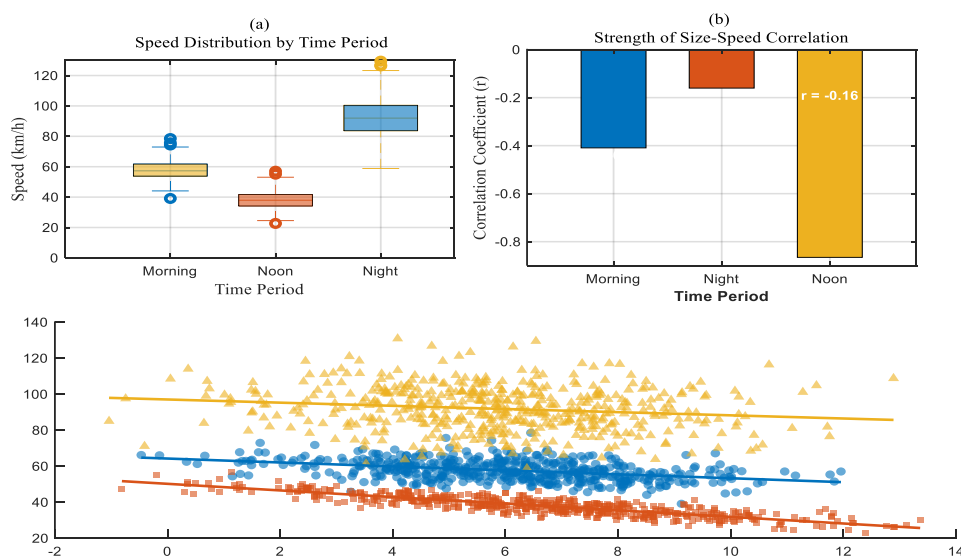 (a)
Speed Distribution by Time Period
120
100
80
60
40
20
0
Speed (km/h)
Morning Noon Night
Time Period
(b)
Strength of Size-Speed Correlation
0
-0.2
-0.4
-0.6
-0.8
Correlation Coefficient (r)
r = -0.16
Morning Night Noon
Time Period
140
120
100
80
60
40
20
-2 0 2 4 6 8 10 12 14